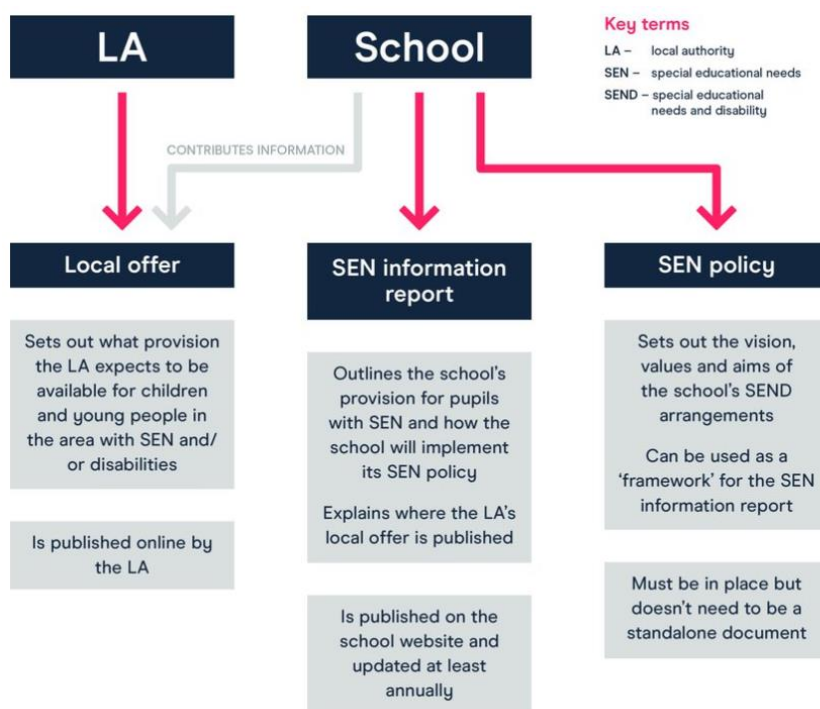 LA
School
Key terms
LA – local authority
SEN – special educational needs
SEND – special educational
needs and disability
CONTRIBUTES INFORMATION
Local offer
Sets out what provision
the LA expects to be
available for children
and young people in
the area with SEN and/
or disabilities
Is published online by
the LA
SEN information
report
Outlines the school's
provision for pupils
with SEN and how the
school will implement
its SEN policy
Explains where the LA's
local offer is published
Is published on the
school website and
updated at least
annually
SEN policy
Sets out the vision,
values and aims of
the school's SEND
arrangements
Can be used as a
‘framework’ for the SEN
information report
Must be in place but
doesn't need to be a
standalone document